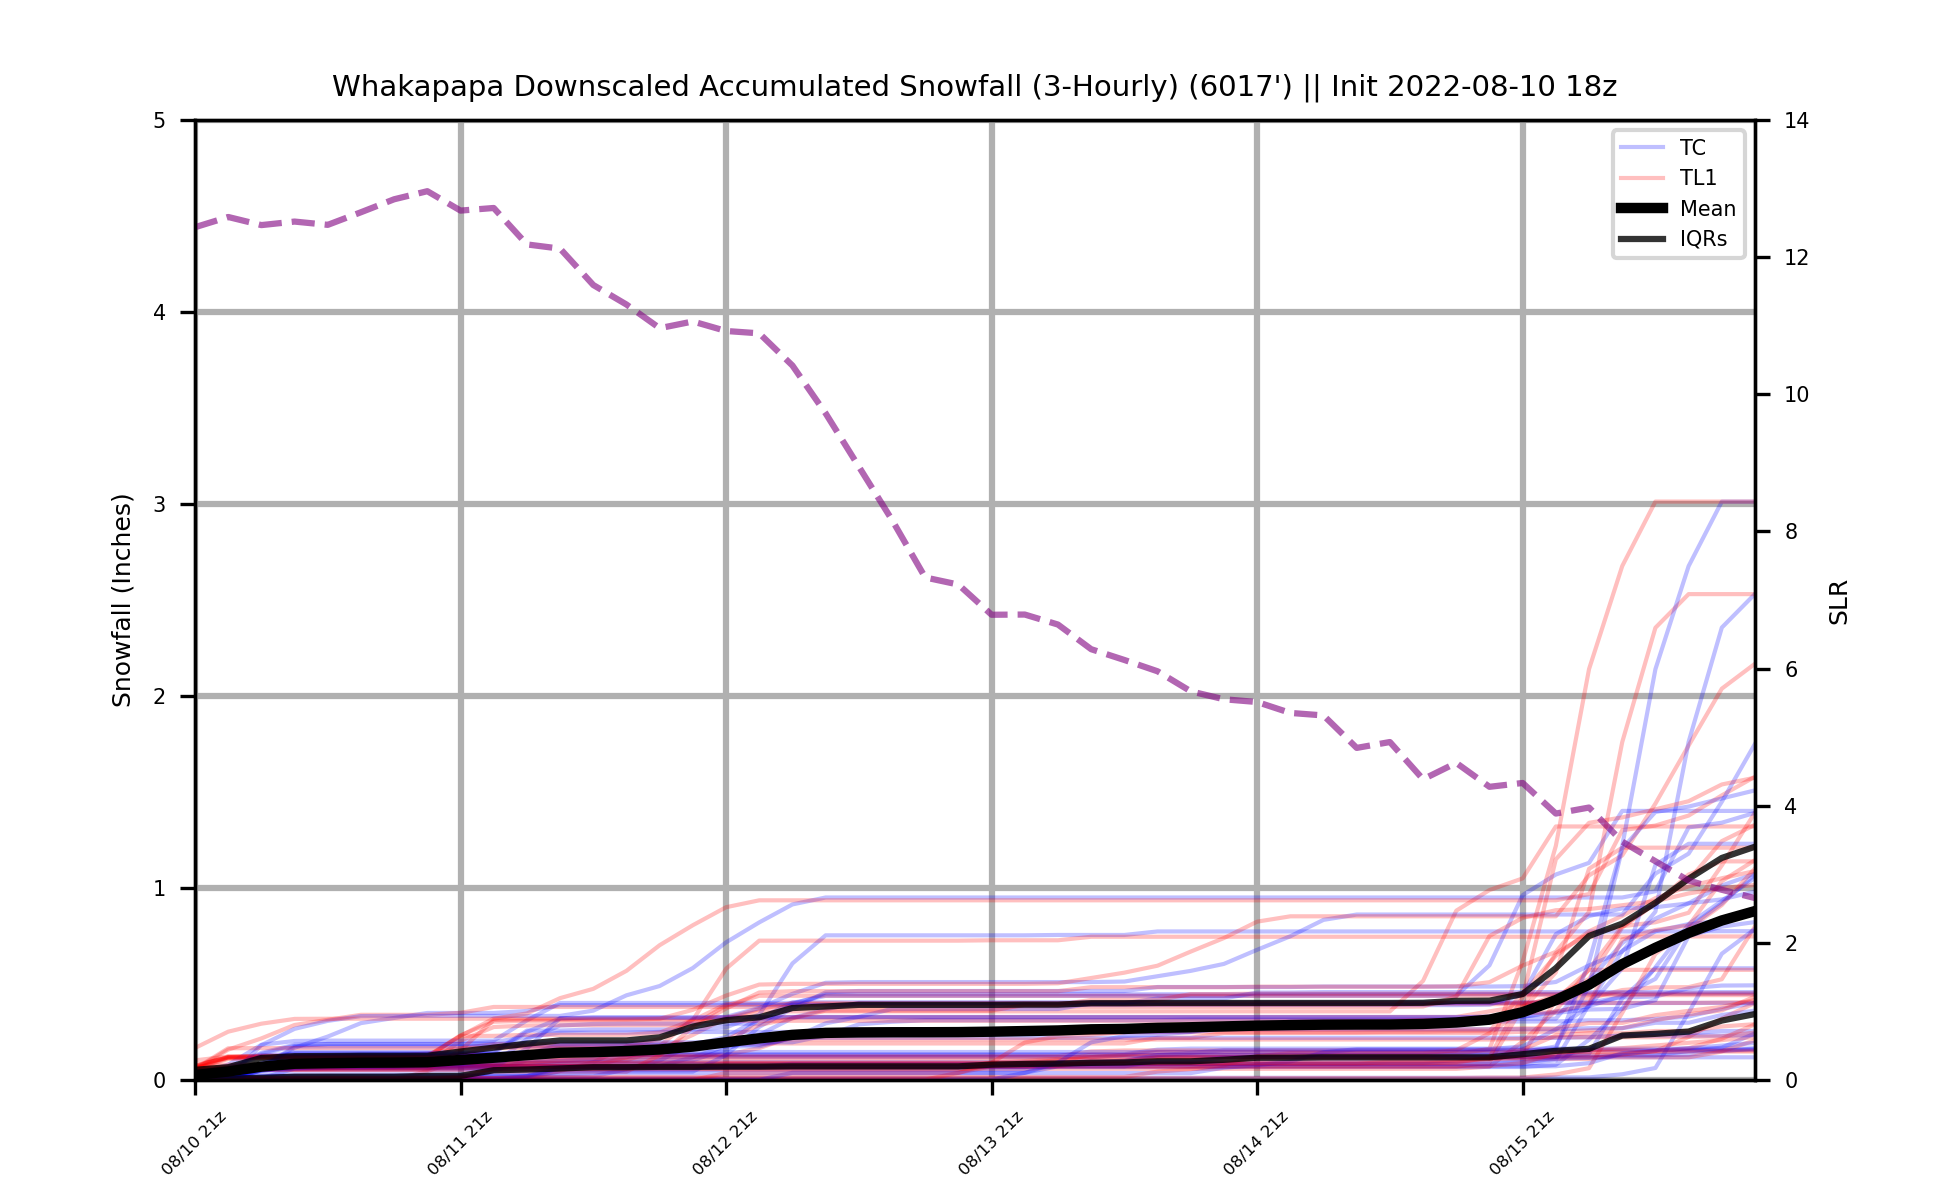 Whakapapa Downscaled Accumulated Snowfall (3-Hourly) (6017') || Init 2022-08-10 18z
5
4
3
2
1
0
Snowfall (Inches)
14
12
10
8
6
4
2
0
SLR
TC
TL1
Mean
IQRs
08/10 21z
08/11 21z
08/12 21z
08/13 21z
08/14 21z
08/15 21z